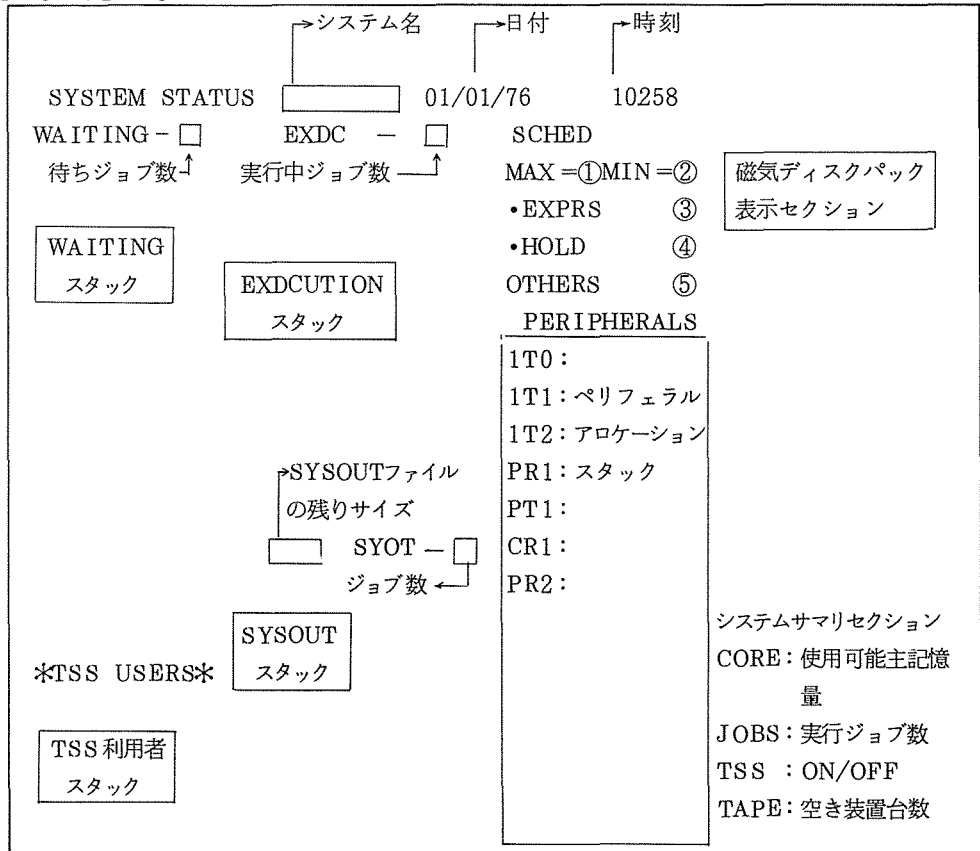 システム名 日付 時刻
SYSTEM STATUS 01/01/76 10258
WAITING- EXDC - SCHED
待ちジョブ数 実行中ジョブ数 MAX=①MIN=②
•EXPRS ③
•HOLD ④
OTHERS ⑤
磁気ディスクパック
表示セクション
WAITING
スタック
EXDCUTION
スタック
PERIPHERALS
1T0:
1T1:ペリフェラル
1T2:アロケーション
PR1:スタック
PT1:
CR1:
PR2:
SYSOUTファイル
の残りサイズ
SYOT -
ジョブ数
SYSOUT
スタック
*TSS USERS*
TSS利用者
スタック
システムサマリセクション
CORE:使用可能主記憶
量
JOBS:実行ジョブ数
TSS :ON/OFF
TAPE:空き装置台数